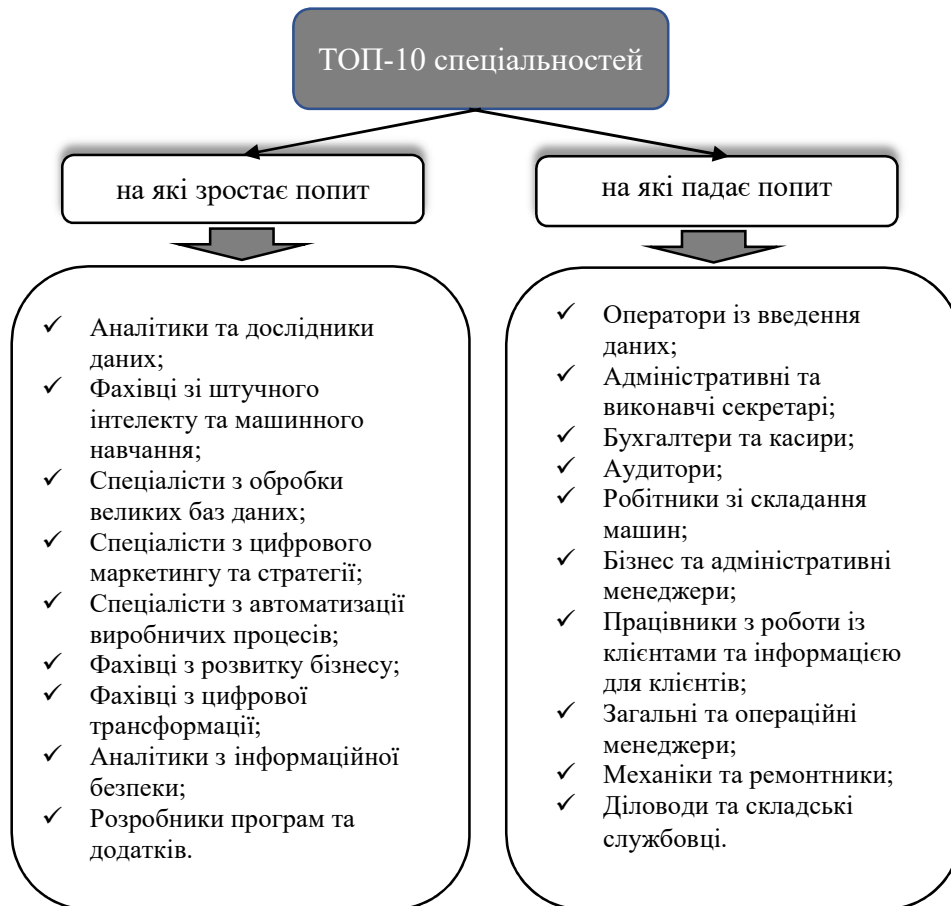 ТОП-10 спеціальностей
на які зростає попит
✓ Аналітики та дослідники
даних;
✓ Фахівці зі штучного
інтелекту та машинного
навчання;
✓ Спеціалісти з обробки
великих баз даних;
✓ Спеціалісти з цифрового
маркетингу та стратегії;
✓ Спеціалісти з автоматизації
виробничих процесів;
✓ Фахівці з розвитку бізнесу;
✓ Фахівці з цифрової
трансформації;
✓ Аналітики з інформаційної
безпеки;
✓ Розробники програм та
додатків.
на які падає попит
✓ Оператори із введення
даних;
✓ Адміністративні та
виконавчі секретарі;
✓ Бухгалтери та касири;
✓ Аудитори;
✓ Робітники зі складання
машин;
✓ Бізнес та адміністративні
менеджери;
✓ Працівники з роботи із
клієнтами та інформацією
для клієнтів;
✓ Загальні та операційні
менеджери;
✓ Механіки та ремонтники;
✓ Діловоди та складські
службовці.